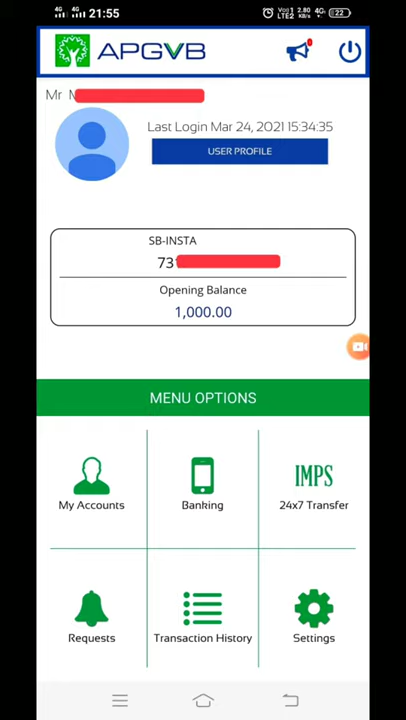 4G 4G 21:55
Vo) 1 LTE2 2.80 KB/s 4G 22
APGVB
Mr
Last Login Mar 24, 2021 15:34:35
USER PROFILE
SB-INSTA
73
Opening Balance
1,000.00
MENU OPTIONS
My Accounts
Banking
IMPS
24x7 Transfer
Requests
Transaction History
Settings